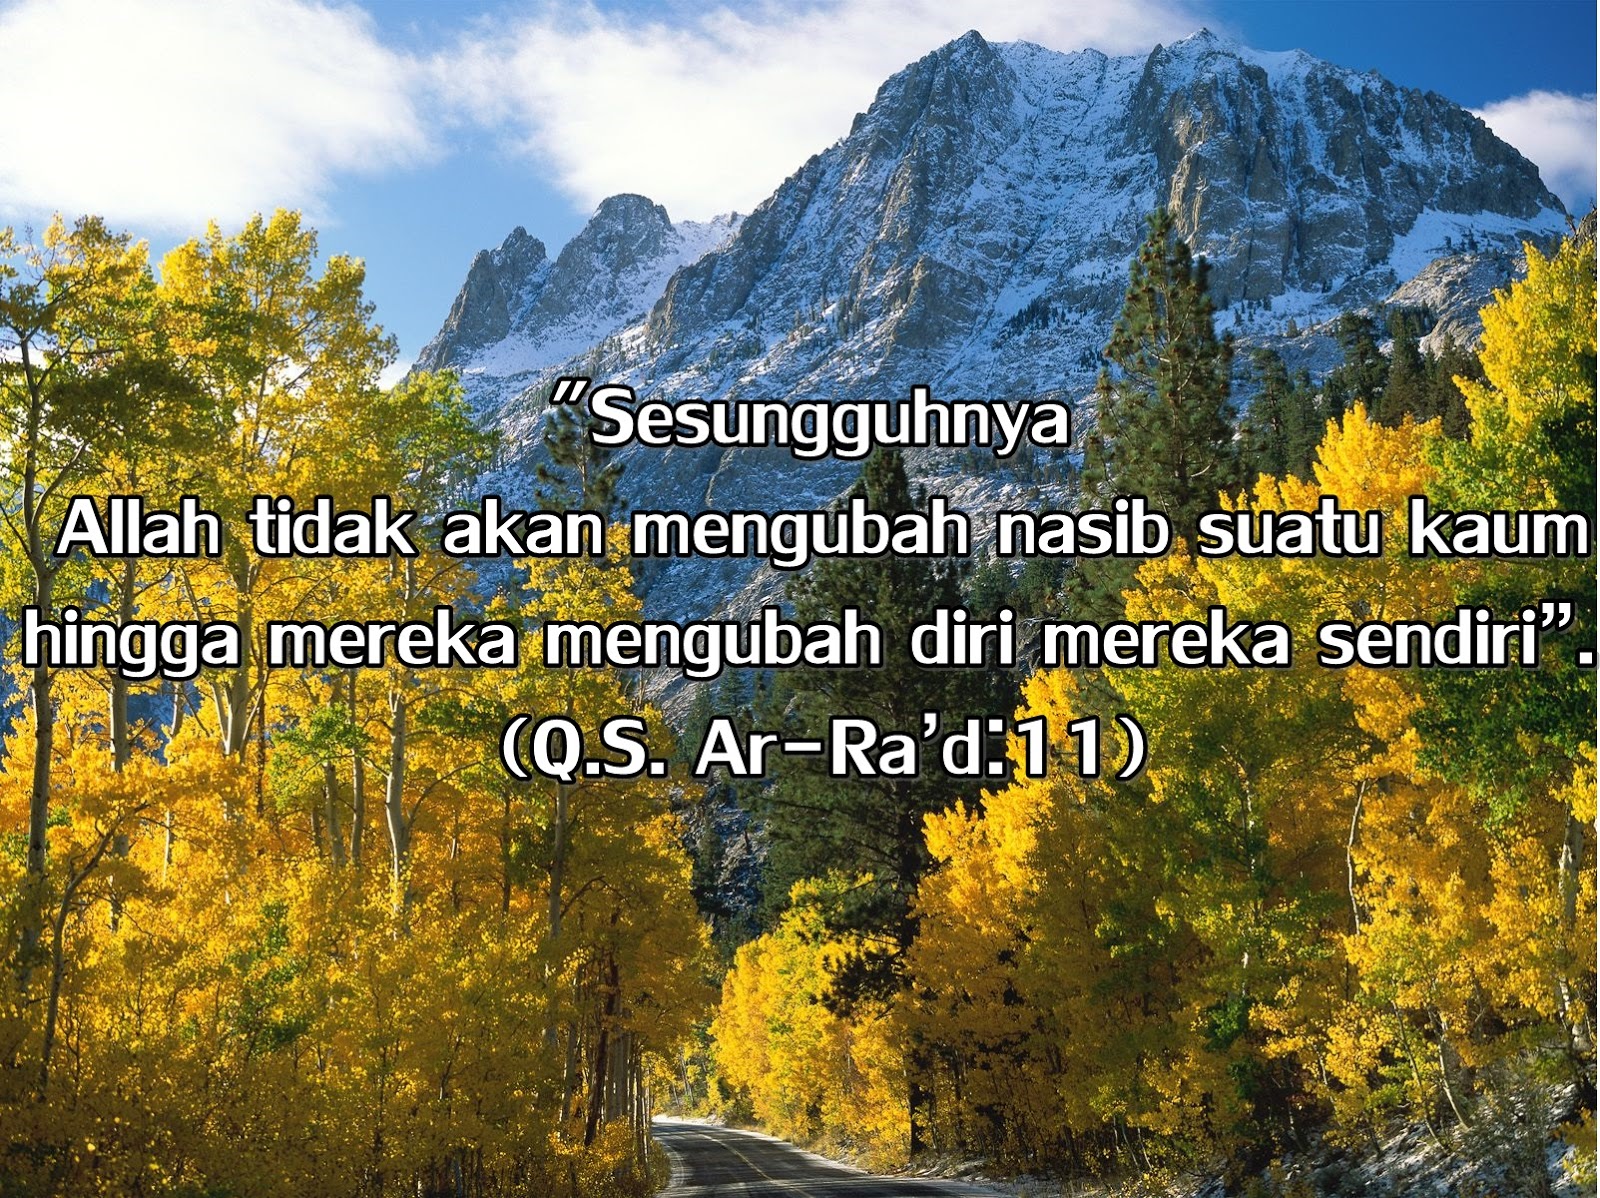 "Sesungguhnya
Allah tidak akan mengubah nasib suatu kaum
hingga mereka mengubah diri mereka sendiri”.
(Q.S. Ar-Ra’d:11)